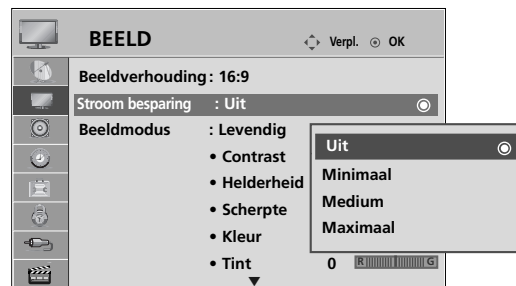 BEELD Verpl. OK
Beeldverhouding : 16:9
Stroom besparing : Uit
Beeldmodus : Levendig
• Contrast
• Helderheid
• Scherpte
• Kleur
• Tint 0 R G
Uit
Minimaal
Medium
Maximaal